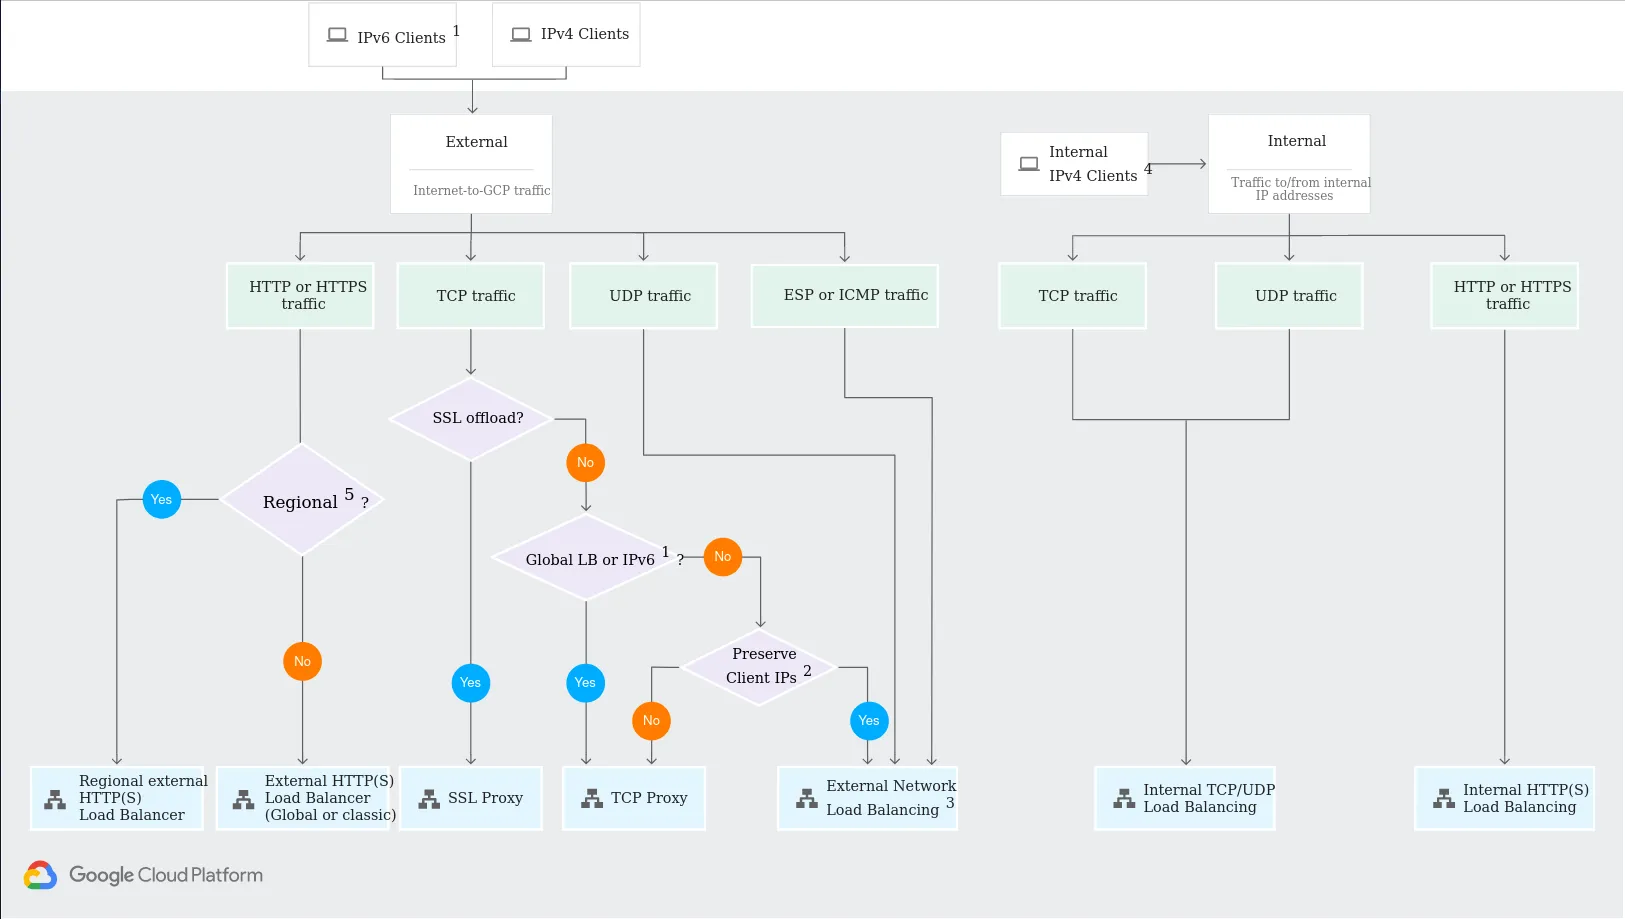 IPv6 Clients 1
IPv4 Clients
External
Internet-to-GCP traffic
Internal
IPv4 Clients 4
Internal
Traffic to/from internal
IP addresses
HTTP or HTTPS
traffic
TCP traffic
UDP traffic
ESP or ICMP traffic
TCP traffic
UDP traffic
HTTP or HTTPS
traffic
SSL offload?
No
Regional 5 ?
Yes
Global LB or IPv6 1 ?
No
No
Preserve
Client IPs 2
Yes
Yes
No
Yes
Regional external
HTTP(S)
Load Balancer
External HTTP(S)
Load Balancer
(Global or classic)
SSL Proxy
TCP Proxy
External Network
Load Balancing 3
Internal TCP/UDP
Load Balancing
Internal HTTP(S)
Load Balancing
Google Cloud Platform